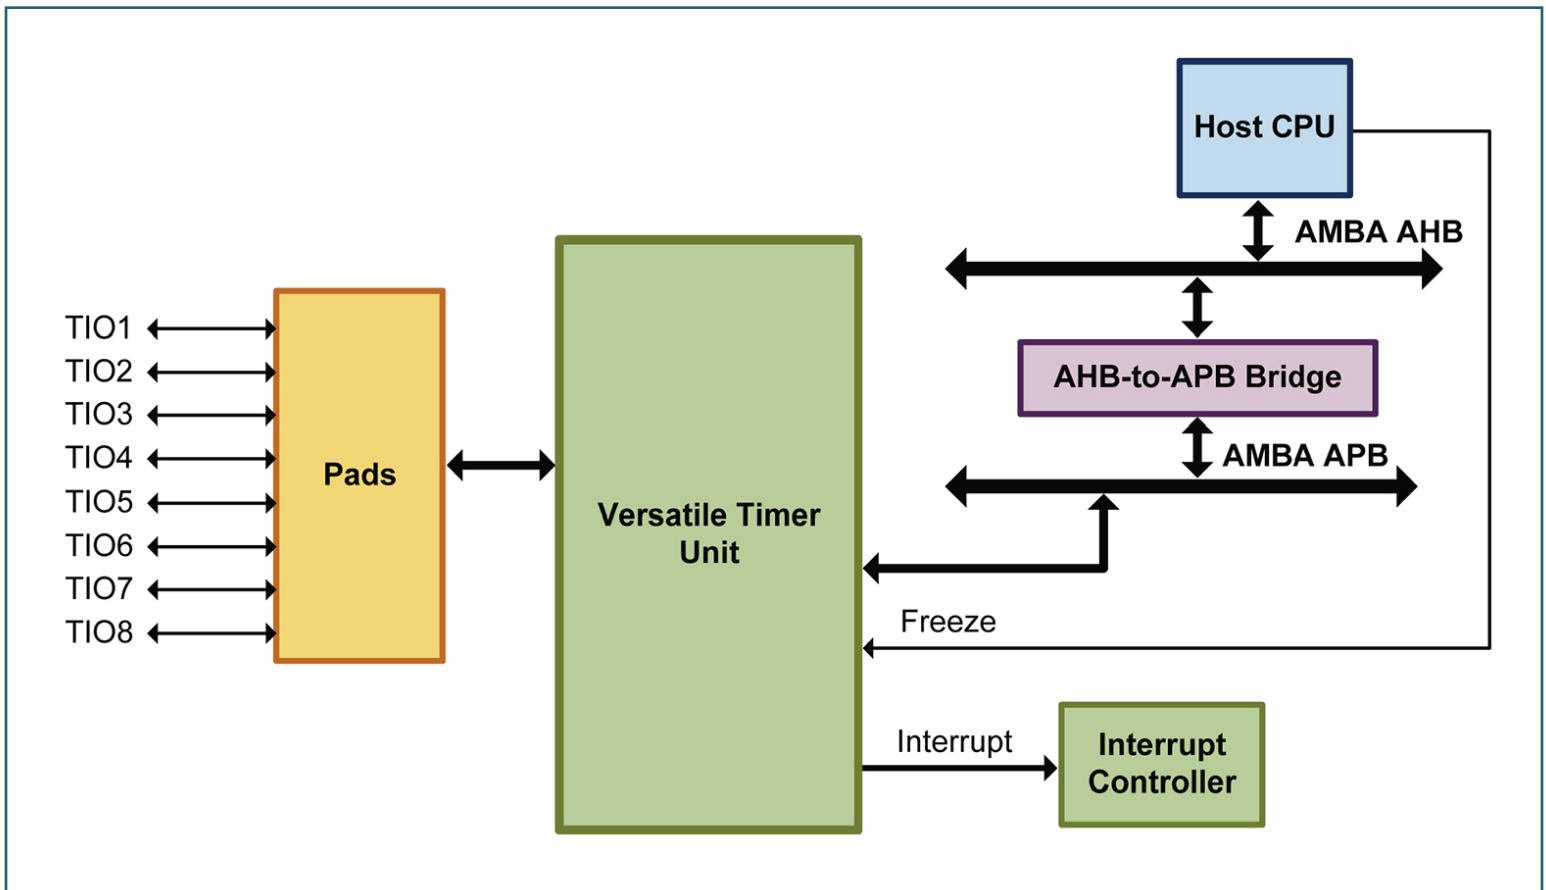 Host CPU
AMBA AHB
TIO1
TIO2
TIO3
TIO4
TIO5
TIO6
TIO7
TIO8
Pads
Versatile Timer
Unit
AHB-to-APB Bridge
AMBA APB
Freeze
Interrupt
Interrupt
Controller